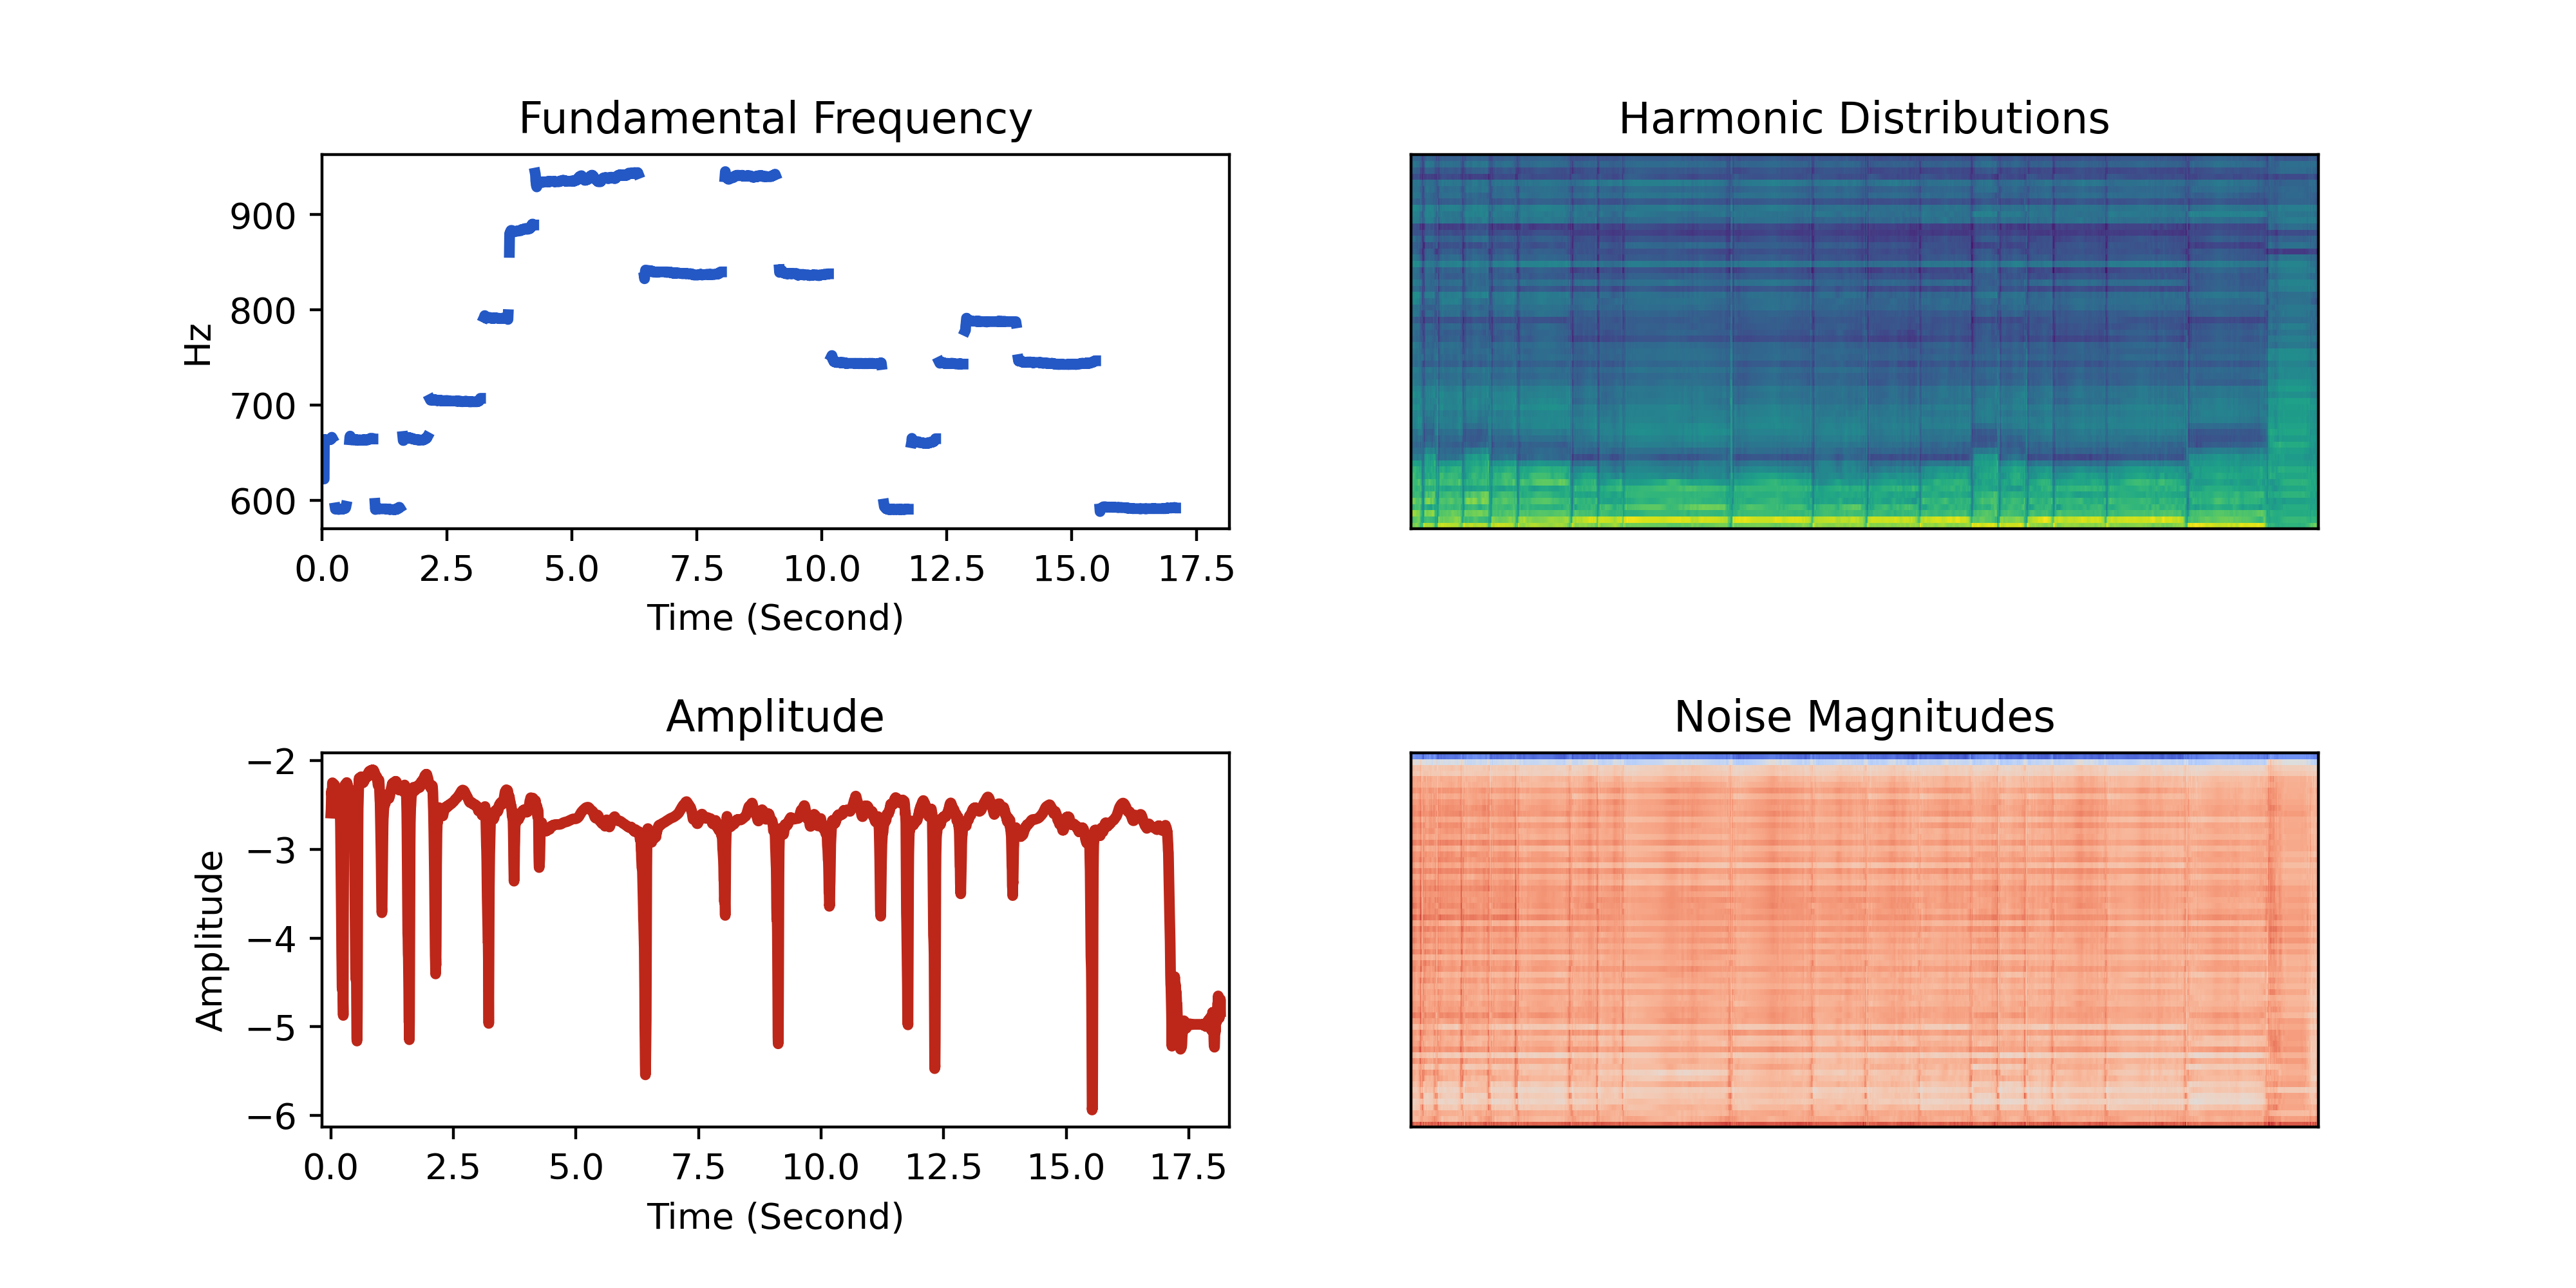 Fundamental Frequency
Hz
900
800
700
600
0.0 2.5 5.0 7.5 10.0 12.5 15.0 17.5
Time (Second)
Harmonic Distributions
Amplitude
Amplitude
−2
−3
−4
−5
−6
0.0 2.5 5.0 7.5 10.0 12.5 15.0 17.5
Time (Second)
Noise Magnitudes